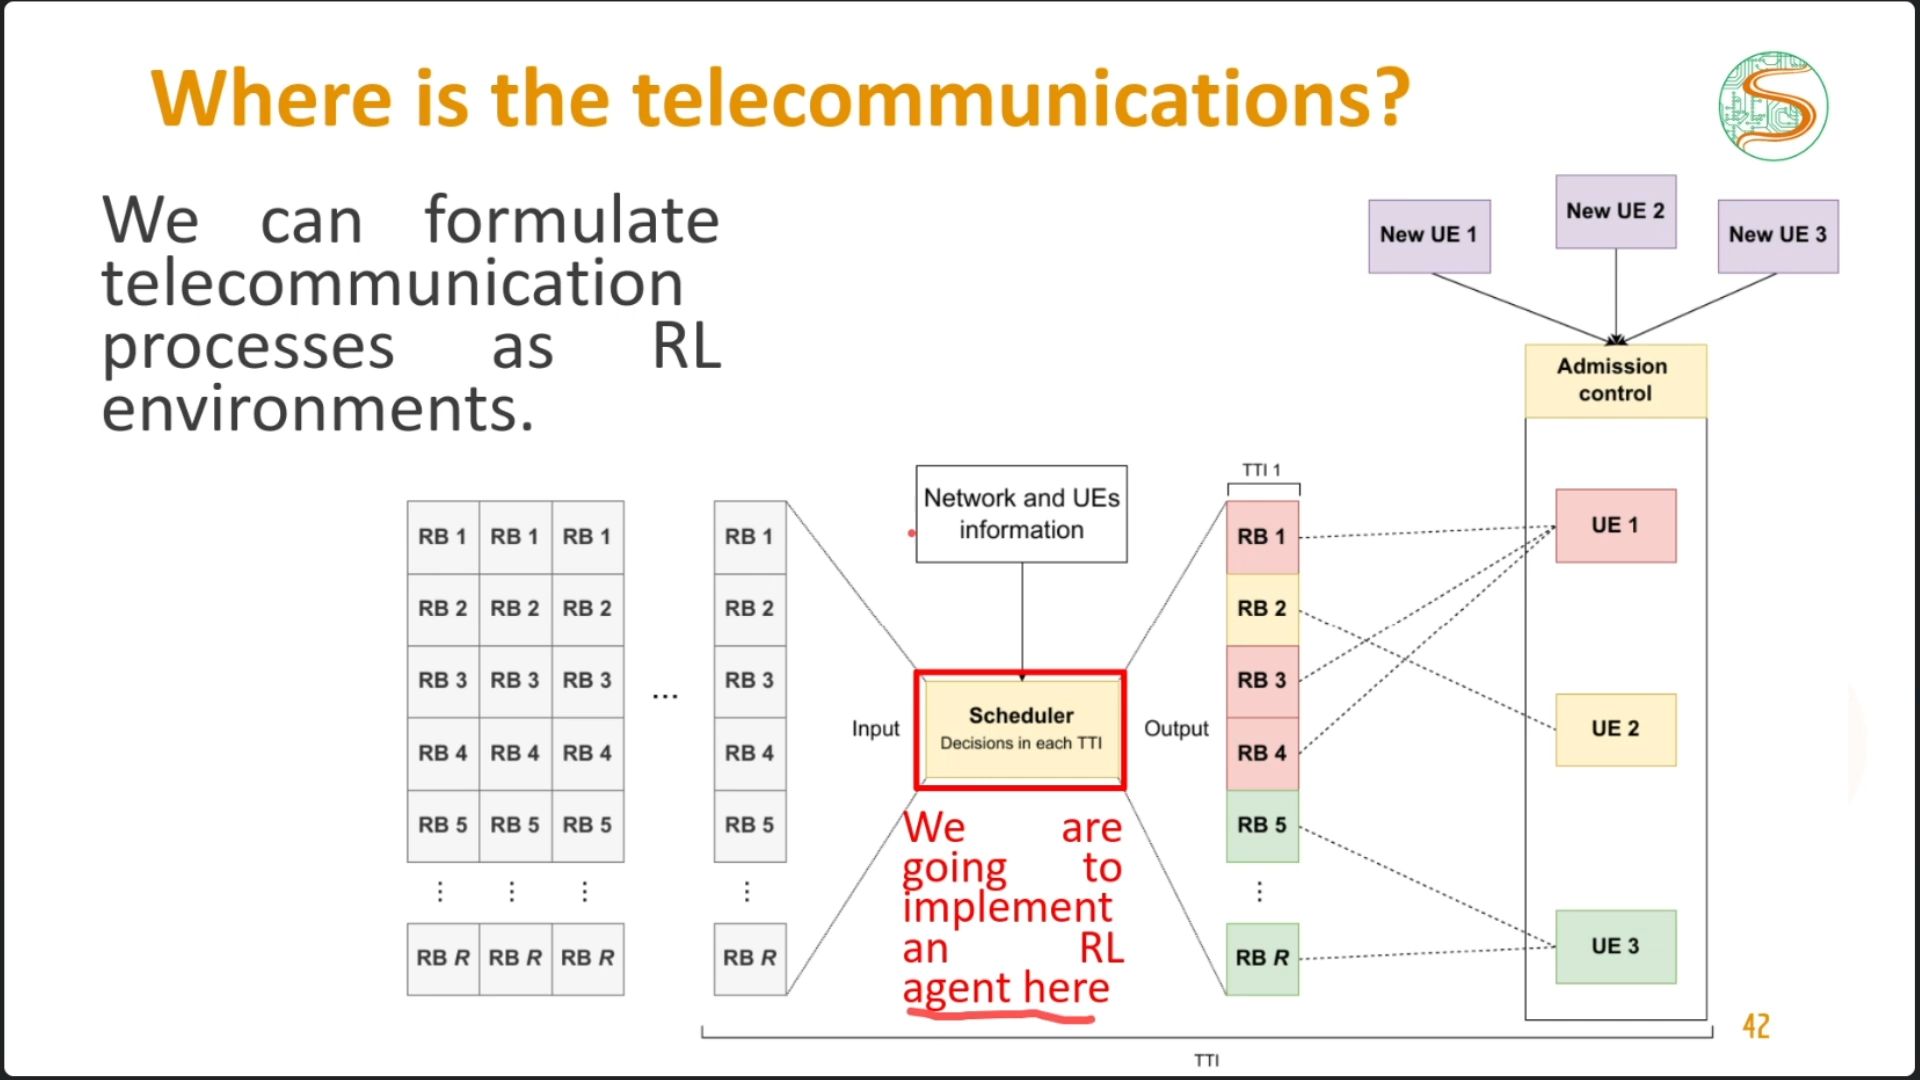 Where is the telecommunications?
We can formulate
telecommunication
processes as RL
environments.
New UE 1
New UE 2
New UE 3
Admission
control
Network and UEs
information
TTI 1
RB 1 RB 1 RB 1 RB 1
RB 2 RB 2 RB 2 RB 2
RB 3 RB 3 RB 3 ... RB 3
RB 4 RB 4 RB 4 RB 4
RB 5 RB 5 RB 5 RB 5
⋮ ⋮ ⋮ ⋮
RB R RB R RB R RB R
Input
Scheduler
Decisions in each TTI
Output
We are
going to
implement
an RL
agent here
RB 1
RB 2
RB 3
RB 4
RB 5
⋮
RB R
UE 1
UE 2
UE 3
TTI
42